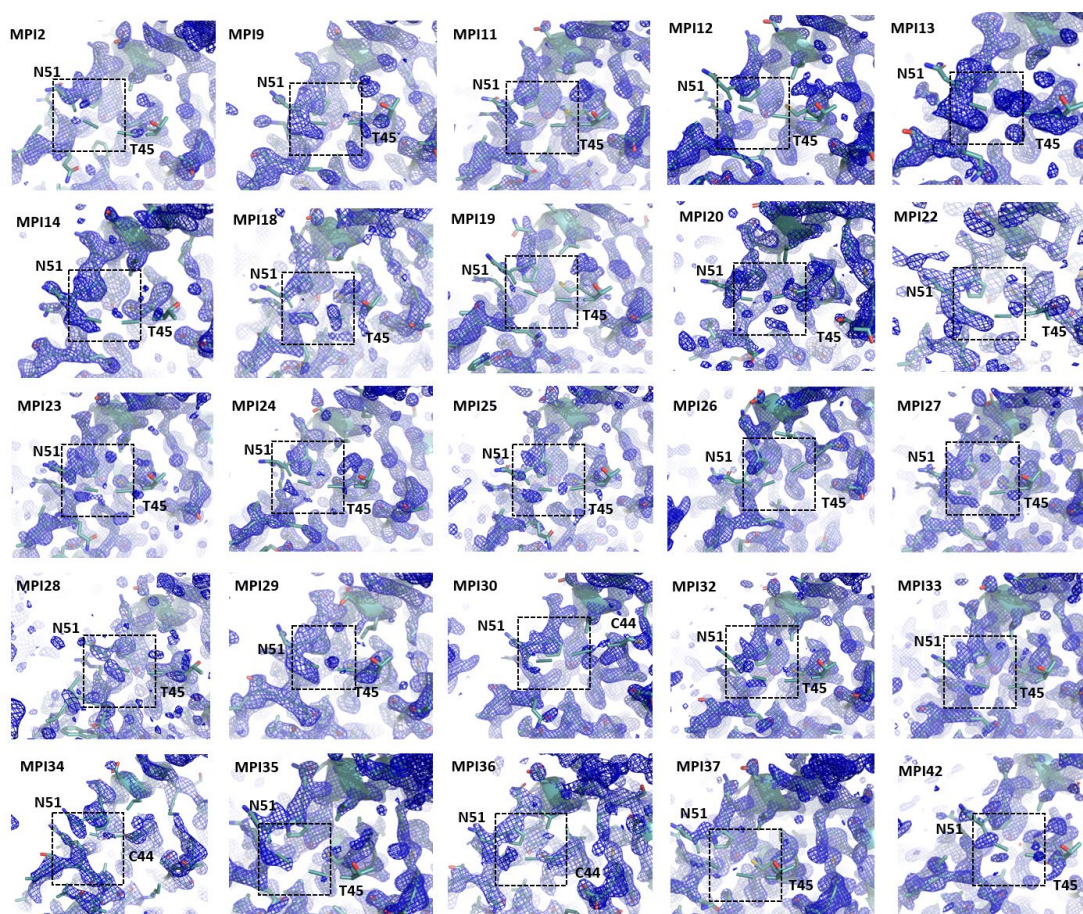 MPI2
N51
T45
MPI9
N51
T45
MPI11
N51
T45
MPI12
N51
T45
MPI13
N51
T45
MPI14
N51
T45
MPI18
N51
T45
MPI19
N51
T45
MPI20
N51
T45
MPI22
N51
T45
MPI23
N51
T45
MPI24
N51
T45
MPI25
N51
T45
MPI26
N51
T45
MPI27
N51
T45
MPI28
N51
T45
MPI29
N51
T45
MPI30
N51
C44
MPI32
N51
T45
MPI33
N51
T45
MPI34
N51
C44
MPI35
N51
T45
MPI36
N51
C44
MPI37
N51
T45
MPI42
N51
T45